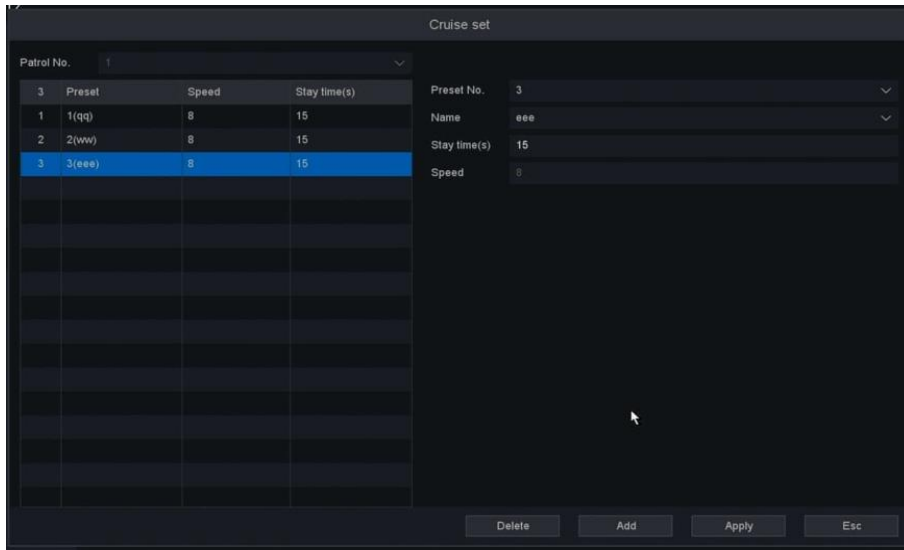 Cruise set
Patrol No. 1
3 Preset Speed Stay time(s)
1 1(qq) 8 15
2 2(ww) 8 15
3 3(eee) 8 15
Preset No. 3
Name eee
Stay time(s) 15
Speed 8
Delete Add Apply Esc